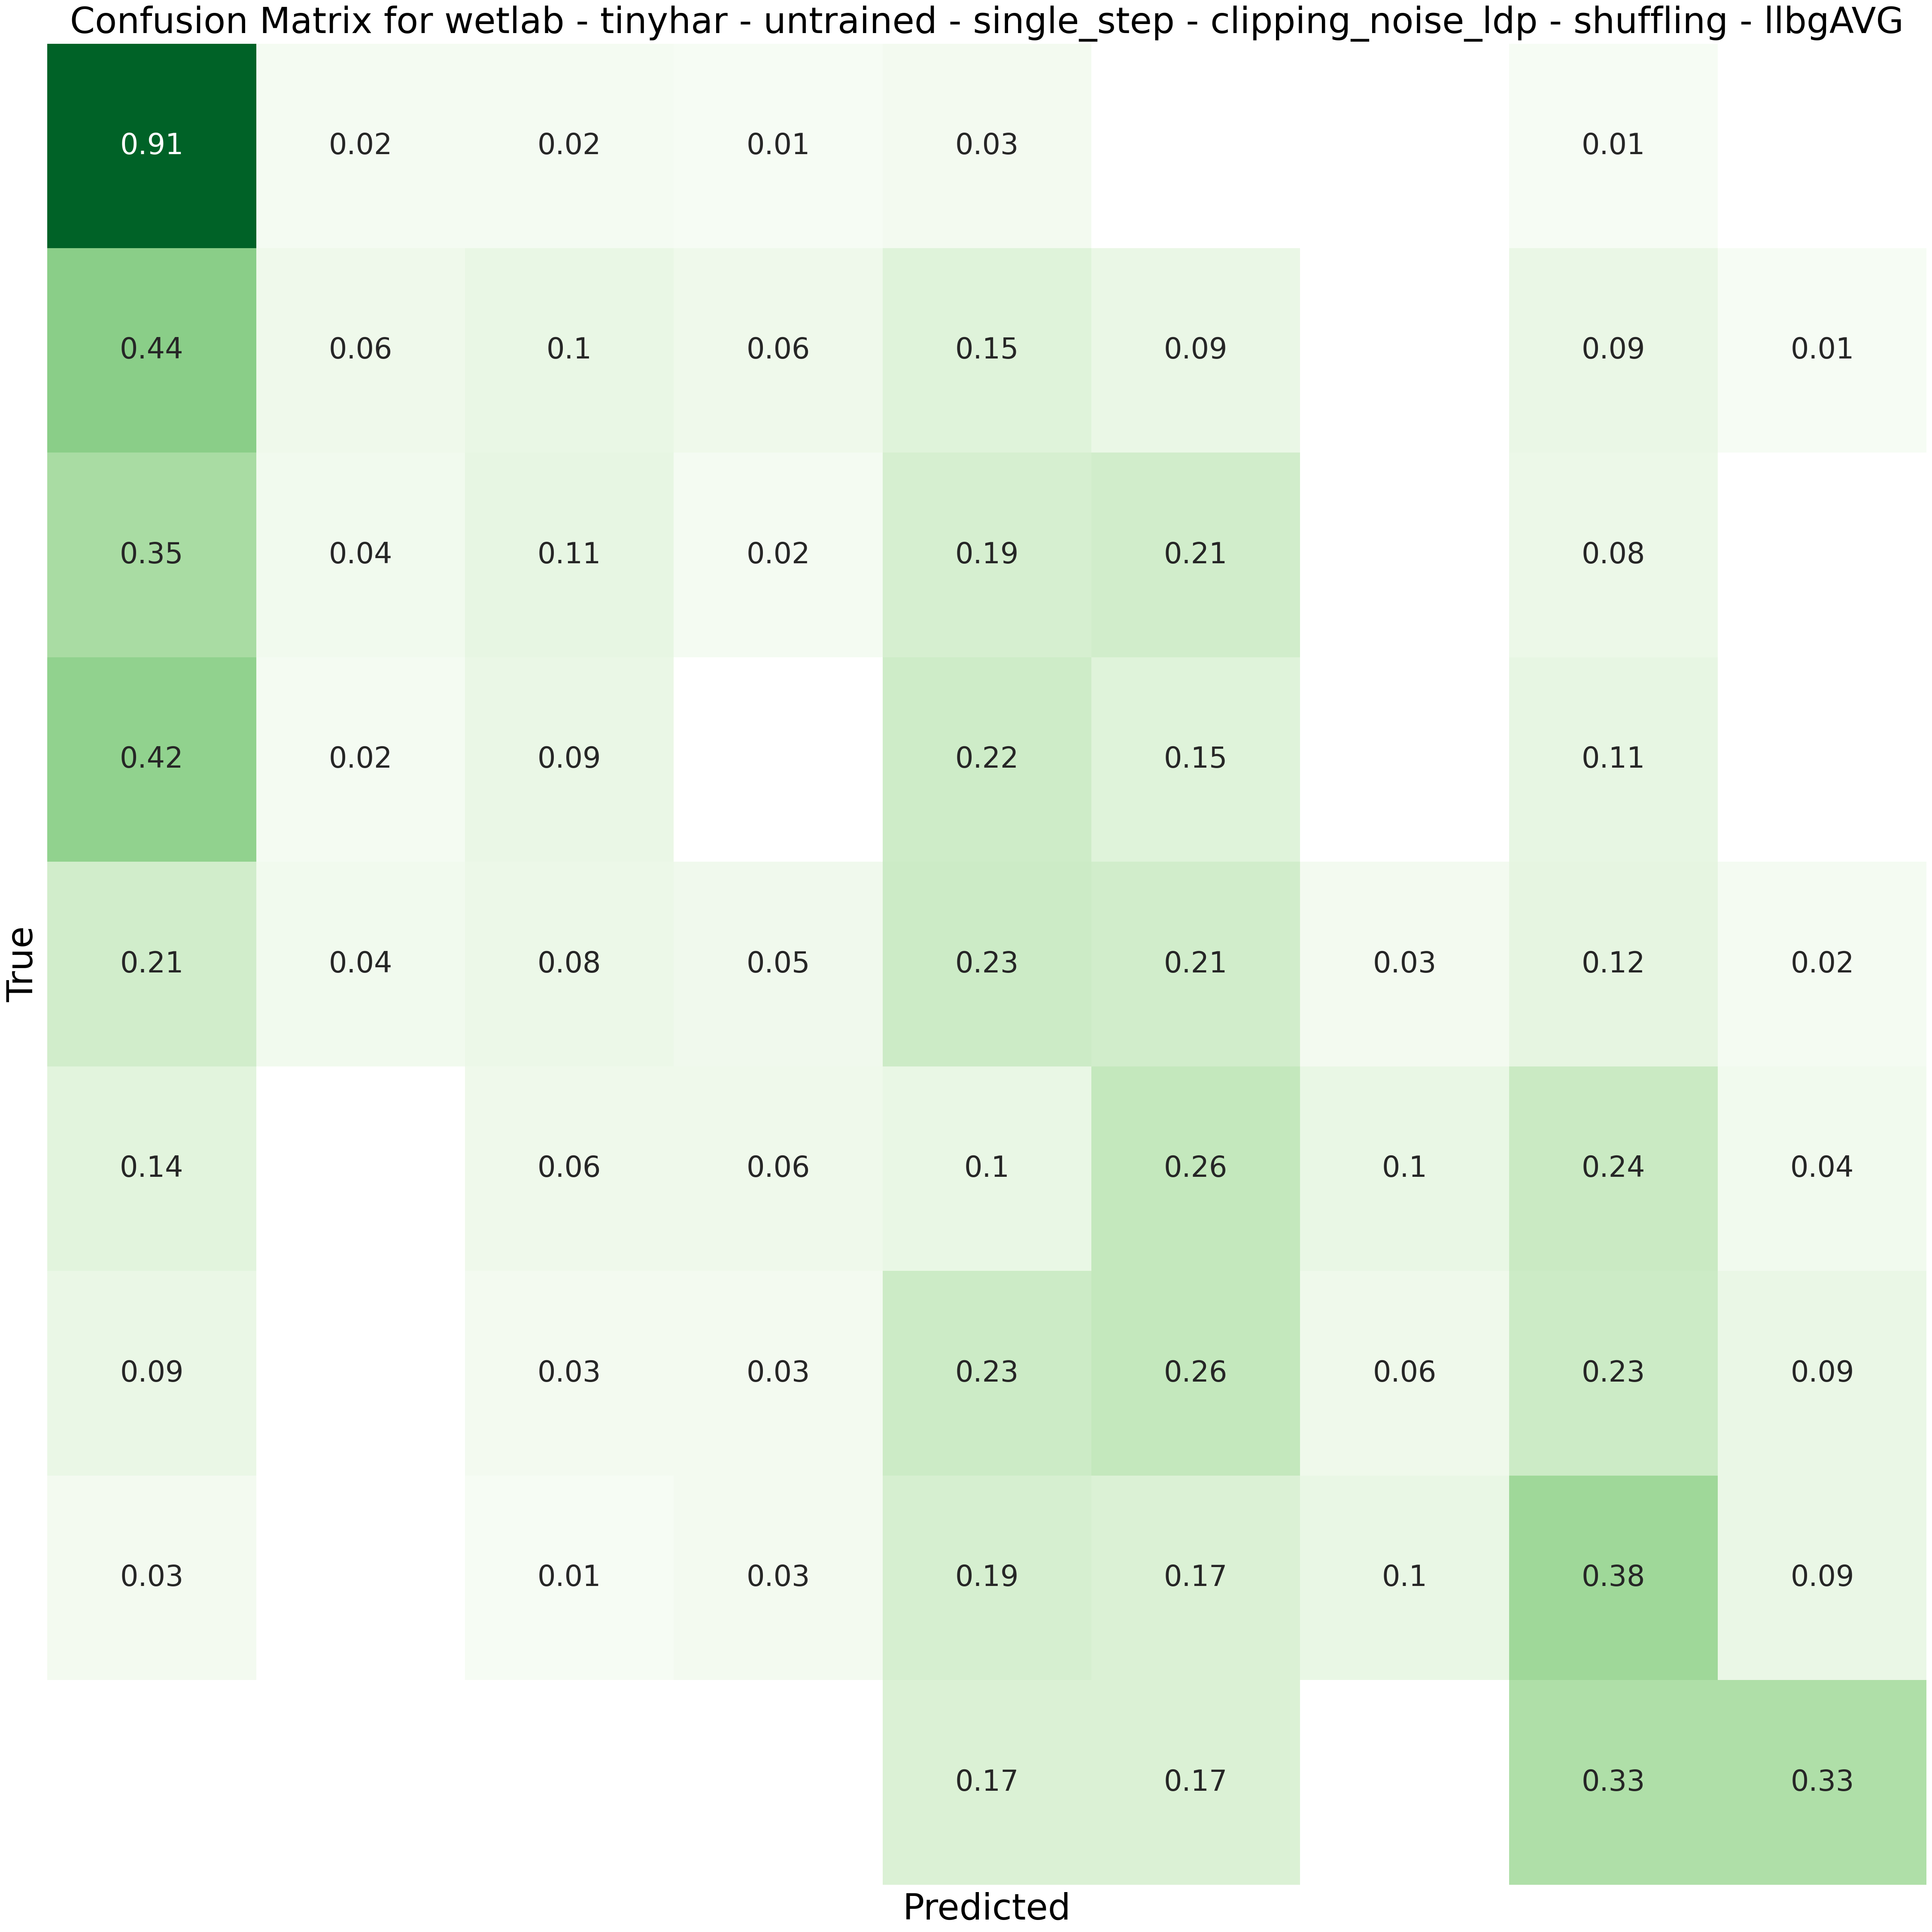 Confusion Matrix for wetlab - tinyhar - untrained - single_step - clipping_noise_ldp - shuffling - llbgAVG
0.91 0.02 0.02 0.01 0.03 0.01
0.44 0.06 0.1 0.06 0.15 0.09 0.09 0.01
0.35 0.04 0.11 0.02 0.19 0.21 0.08
0.42 0.02 0.09 0.22 0.15 0.11
True
0.21 0.04 0.08 0.05 0.23 0.21 0.03 0.12 0.02
0.14 0.06 0.06 0.1 0.26 0.1 0.24 0.04
0.09 0.03 0.03 0.23 0.26 0.06 0.23 0.09
0.03 0.01 0.03 0.19 0.17 0.1 0.38 0.09
0.17 0.17 0.33 0.33
Predicted